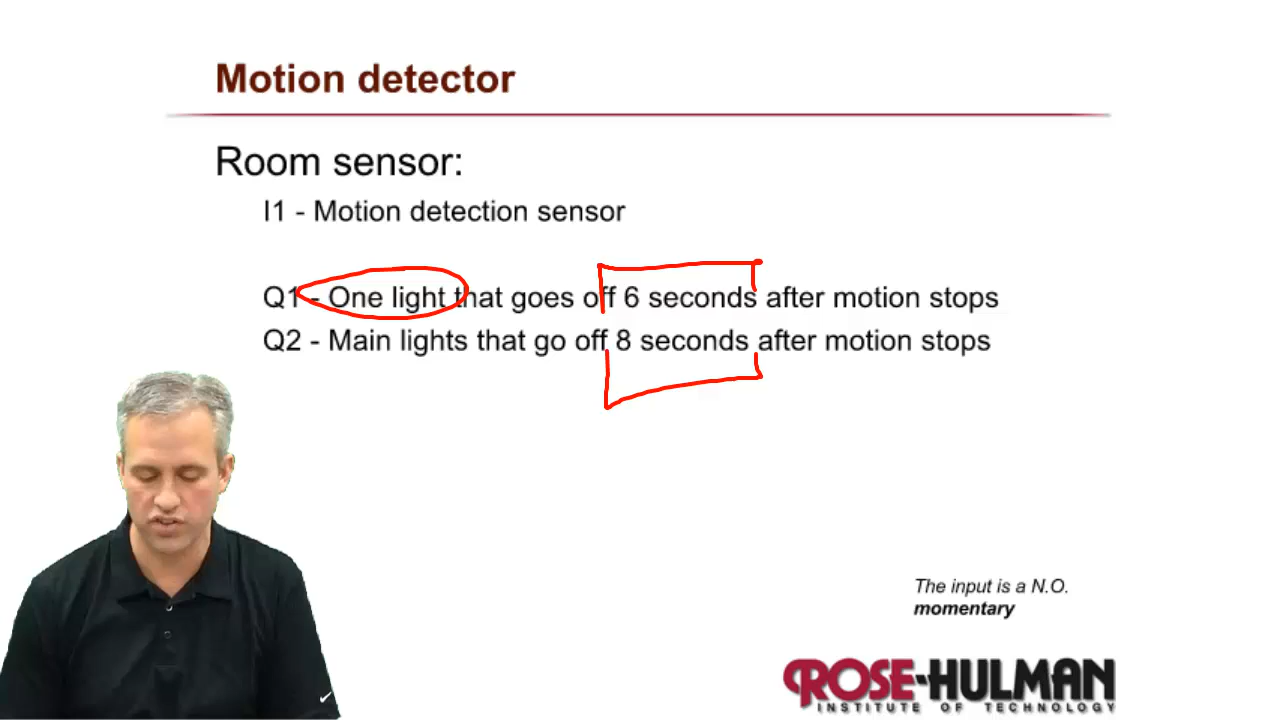 Motion detector
Room sensor:
I1 - Motion detection sensor
Q1 - One light that goes off 6 seconds after motion stops
Q2 - Main lights that go off 8 seconds after motion stops
The input is a N.O.
momentary
ROSE-HULMAN
INSTITUTE OF TECHNOLOGY